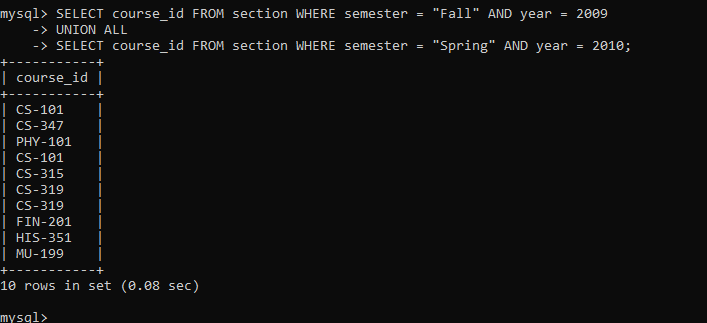 mysql> SELECT course_id FROM section WHERE semester = "Fall" AND year = 2009
    -> UNION ALL
    -> SELECT course_id FROM section WHERE semester = "Spring" AND year = 2010;
+-----------+
| course_id |
+-----------+
| CS-101    |
| CS-347    |
| PHY-101   |
| CS-101    |
| CS-315    |
| CS-319    |
| CS-319    |
| FIN-201   |
| HIS-351   |
| MU-199    |
+-----------+
10 rows in set (0.08 sec)

mysql>